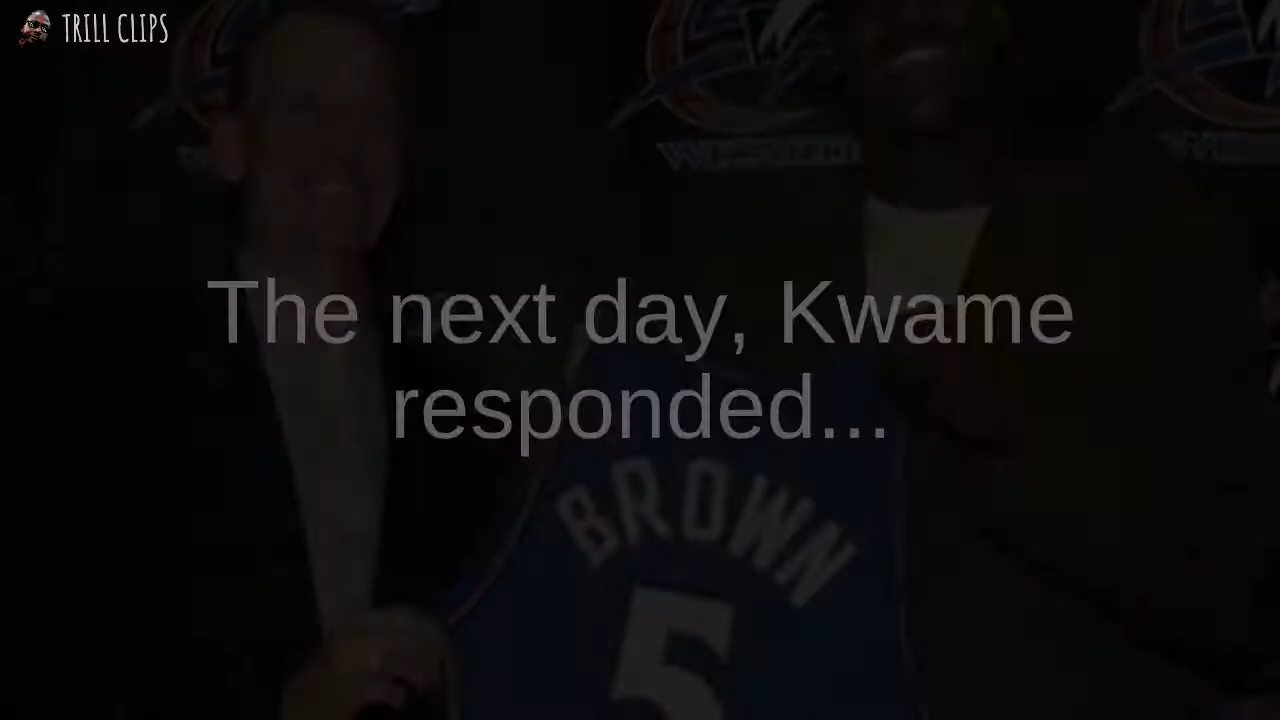 TRILL CLIPS
The next day, Kwame
responded...
BROWN
5